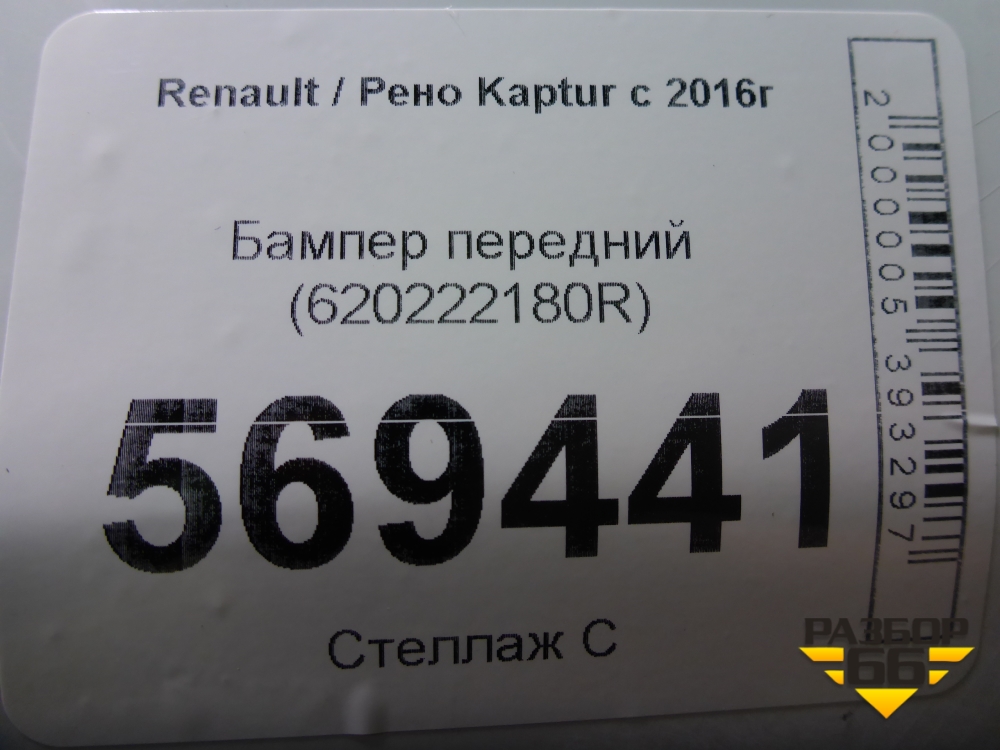 Renault / Рено Kaptur с 2016г
Бампер передний
(620222180R)
569441
Стеллаж С
2000005393297
РАЗБОР
66